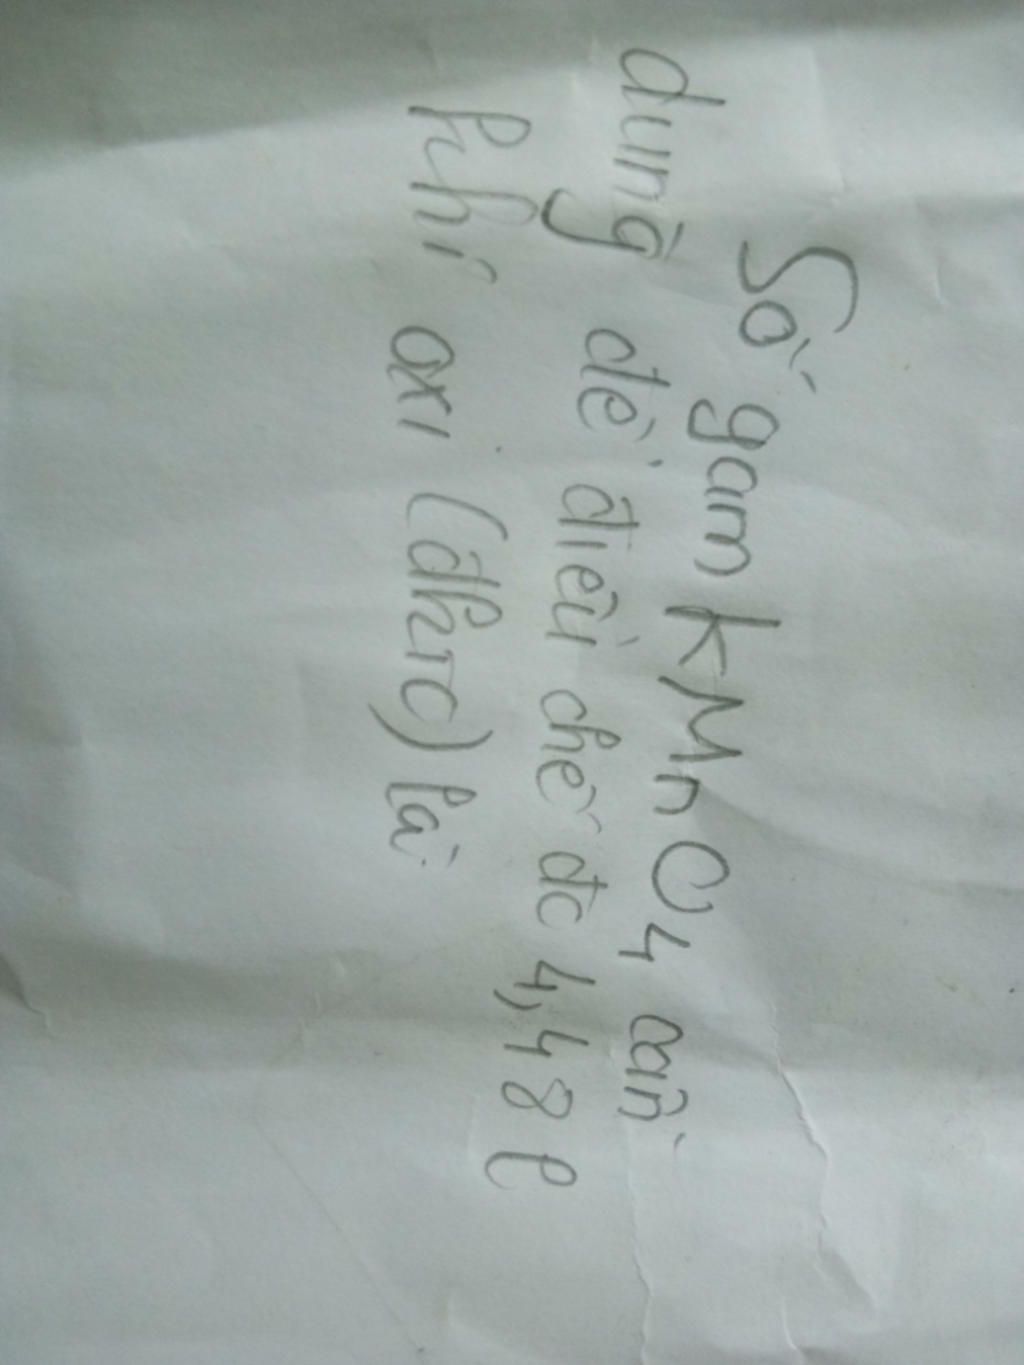 Số gam KMnO4 cần
dùng để điều chế đc 4,48 l
khí oxi (đktc) là